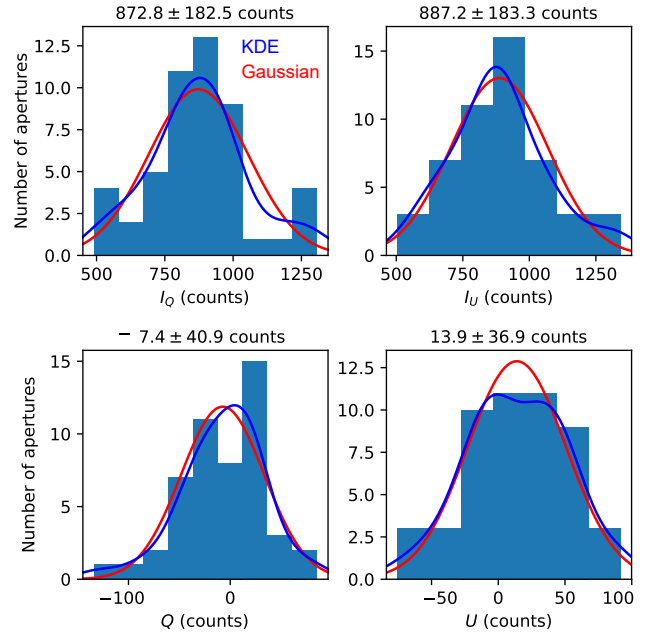 872.8 ± 182.5 counts
887.2 ± 183.3 counts
KDE
Gaussian
Number of apertures
0.0
2.5
5.0
7.5
10.0
12.5
500
750
1000
1250
I_Q (counts)
0
5
10
15
500
750
1000
1250
I_U (counts)
− 7.4 ± 40.9 counts
13.9 ± 36.9 counts
Number of apertures
0
5
10
15
−100
0
Q (counts)
0.0
2.5
5.0
7.5
10.0
12.5
−50
0
50
100
U (counts)